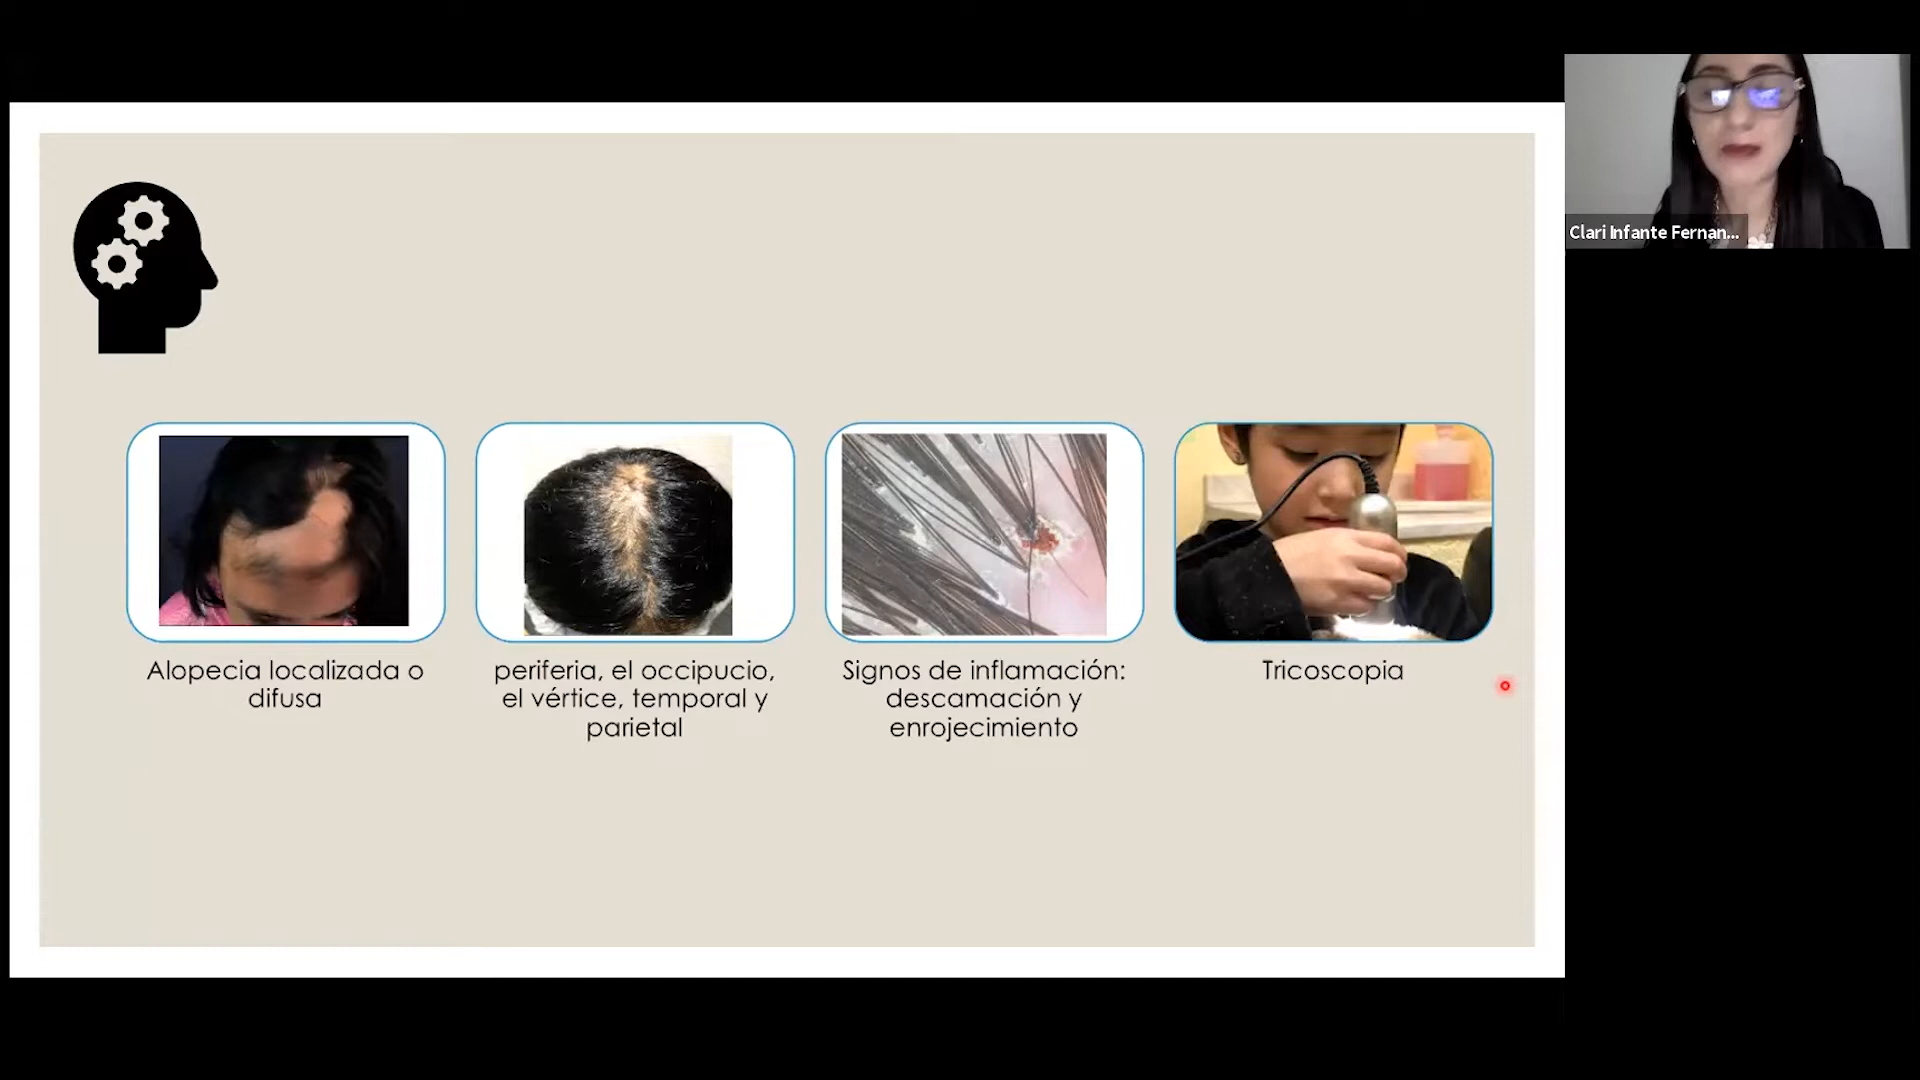 Clari Infante Fernan...
Alopecia localizada o
difusa
periferia, el occipucio,
el vértice, temporal y
parietal
Signos de inflamación:
descamación y
enrojecimiento
Tricoscopia